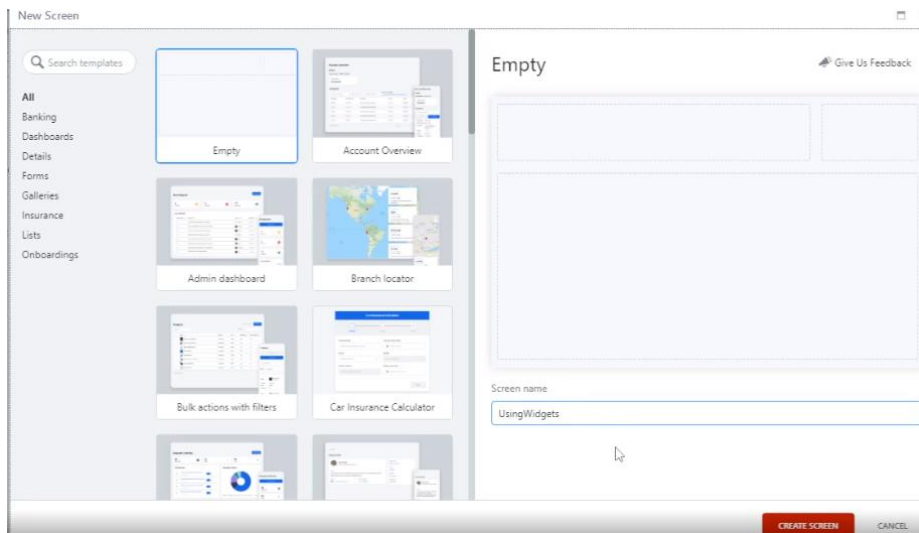 New Screen
Search templates
All
Banking
Dashboards
Details
Forms
Galleries
Insurance
Lists
Onboardings
Empty
Account Overview
Admin dashboard
Branch locator
Bulk actions with filters
Car Insurance Calculator
Empty
Give Us Feedback
Screen name
UsingWidgets
CREATE SCREEN
CANCEL